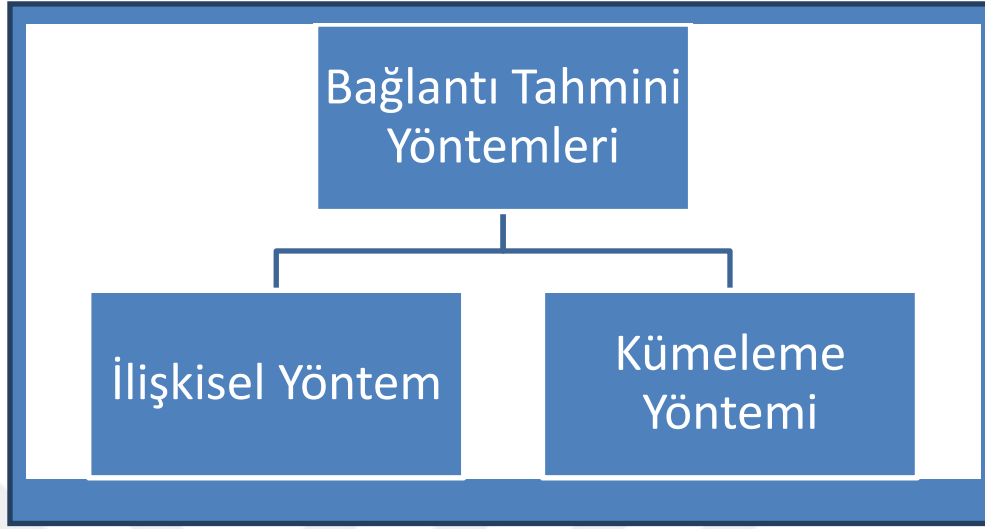 Bağlantı Tahmini
Yöntemleri
İlişkisel Yöntem
Kümeleme
Yöntemi